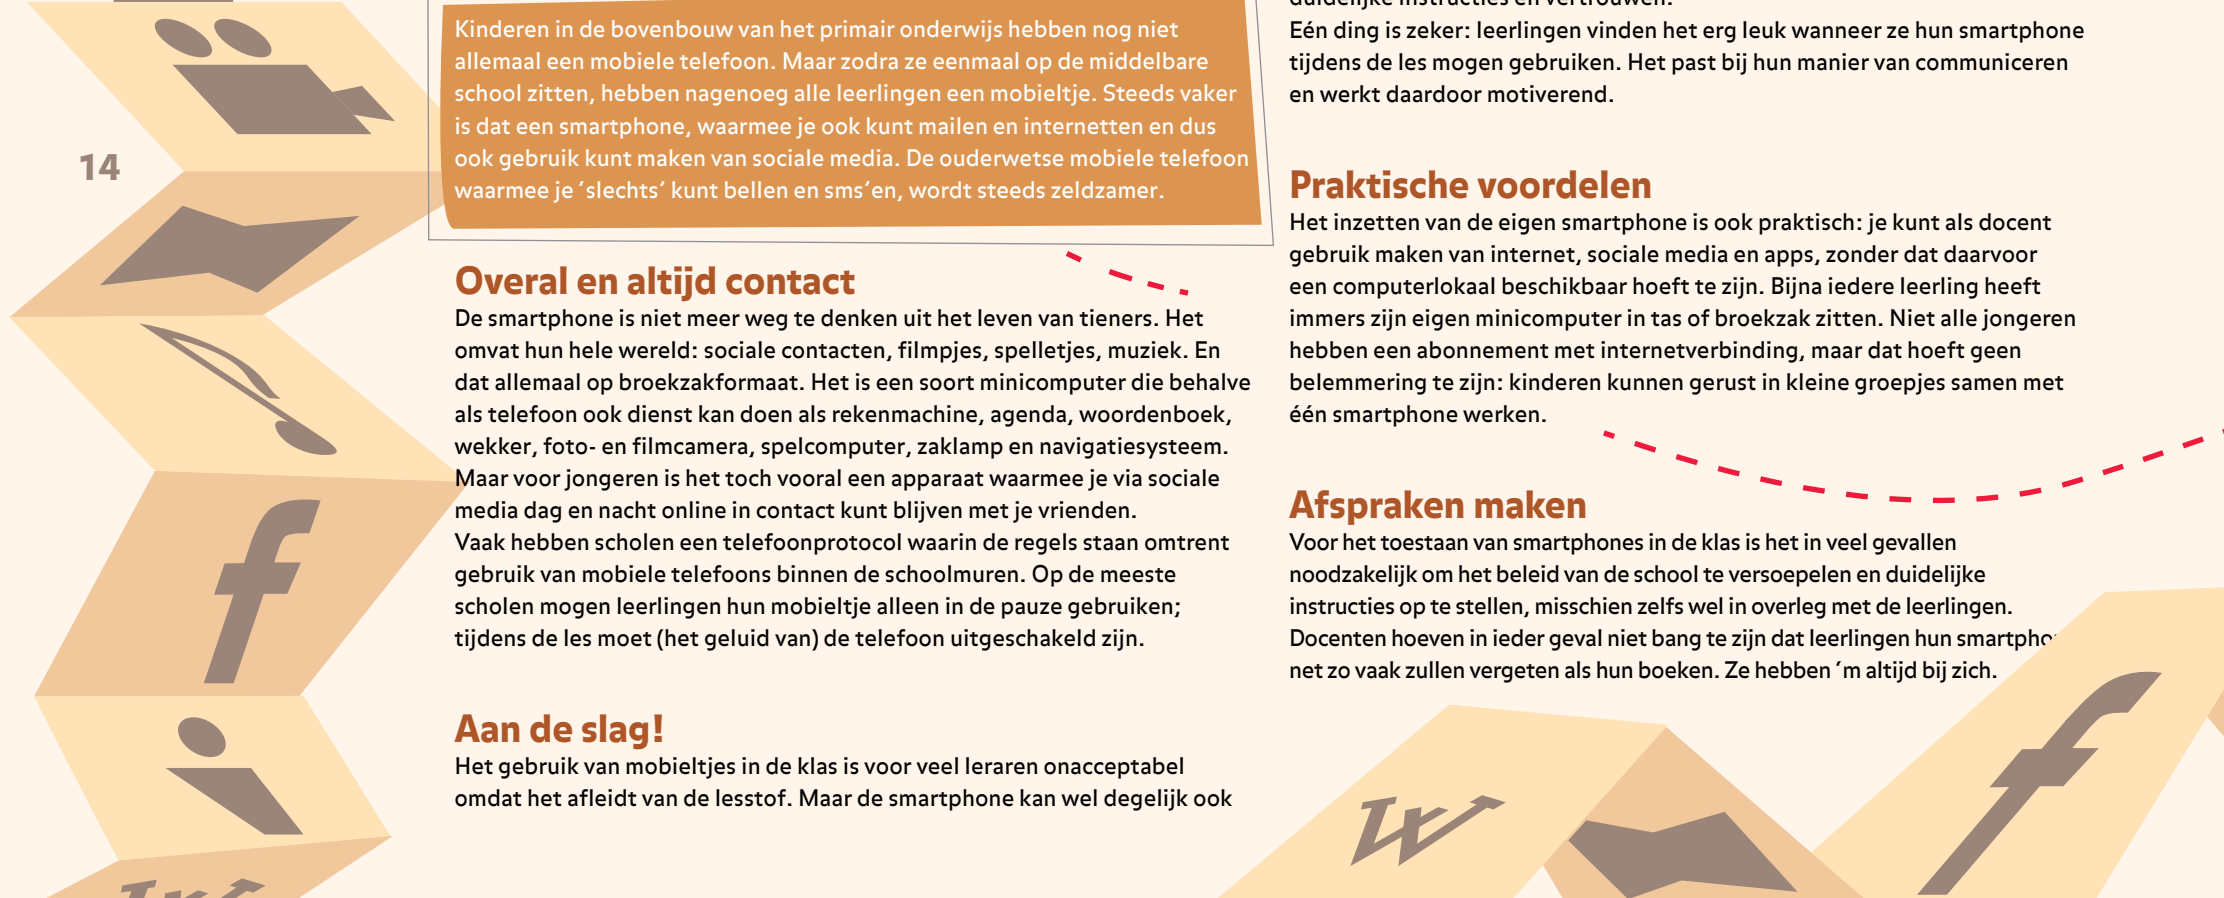 14
Kinderen in de bovenbouw van het primair onderwijs hebben nog niet
allemaal een mobiele telefoon. Maar zodra ze eenmaal op de middelbare
school zitten, hebben nagenoeg alle leerlingen een mobieltje. Steeds vaker
is dat een smartphone, waarmee je ook kunt mailen en internetten en dus
ook gebruik kunt maken van sociale media. De ouderwetse mobiele telefoon
waarmee je ‘slechts’ kunt bellen en sms’en, wordt steeds zeldzamer.
Overal en altijd contact
De smartphone is niet meer weg te denken uit het leven van tieners. Het
omvat hun hele wereld: sociale contacten, filmpjes, spelletjes, muziek. En
dat allemaal op broekzakformaat. Het is een soort minicomputer die behalve
als telefoon ook dienst kan doen als rekenmachine, agenda, woordenboek,
wekker, foto- en filmcamera, spelcomputer, zaklamp en navigatiesysteem.
Maar voor jongeren is het toch vooral een apparaat waarmee je via sociale
media dag en nacht online in contact kunt blijven met je vrienden.
Vaak hebben scholen een telefoonprotocol waarin de regels staan omtrent
gebruik van mobiele telefoons binnen de schoolmuren. Op de meeste
scholen mogen leerlingen hun mobieltje alleen in de pauze gebruiken;
tijdens de les moet (het geluid van) de telefoon uitgeschakeld zijn.
Aan de slag!
Het gebruik van mobieltjes in de klas is voor veel leraren onacceptabel
omdat het afleidt van de lesstof. Maar de smartphone kan wel degelijk ook
duidelijke instructies en vertrouwen.
Eén ding is zeker: leerlingen vinden het erg leuk wanneer ze hun smartphone
tijdens de les mogen gebruiken. Het past bij hun manier van communiceren
en werkt daardoor motiverend.
Praktische voordelen
Het inzetten van de eigen smartphone is ook praktisch: je kunt als docent
gebruik maken van internet, sociale media en apps, zonder dat daarvoor
een computerlokaal beschikbaar hoeft te zijn. Bijna iedere leerling heeft
immers zijn eigen minicomputer in tas of broekzak zitten. Niet alle jongeren
hebben een abonnement met internetverbinding, maar dat hoeft geen
belemmering te zijn: kinderen kunnen gerust in kleine groepjes samen met
één smartphone werken.
Afspraken maken
Voor het toestaan van smartphones in de klas is het in veel gevallen
noodzakelijk om het beleid van de school te versoepelen en duidelijke
instructies op te stellen, misschien zelfs wel in overleg met de leerlingen.
Docenten hoeven in ieder geval niet bang te zijn dat leerlingen hun
net zo vaak zullen vergeten als hun boeken. Ze hebben ’m altijd bij zich.
f
W
f
W